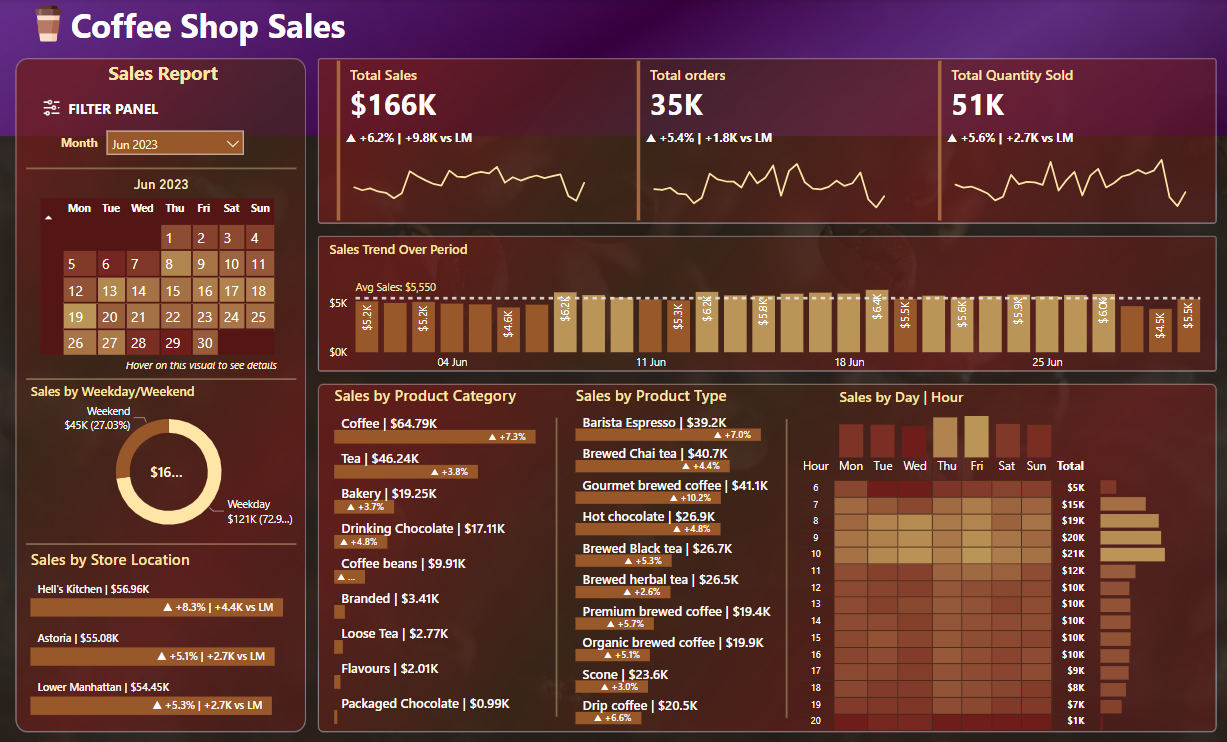 Coffee Shop Sales
Sales Report
FILTER PANEL
Month
Jun 2023
Jun 2023
Mon Tue Wed Thu Fri Sat Sun
1 2 3 4
5 6 7 8 9 10 11
12 13 14 15 16 17 18
19 20 21 22 23 24 25
26 27 28 29 30
Hover on this visual to see details
Sales by Weekday/Weekend
Weekend
$45K (27.03%)
$16...
Weekday
$121K (72.9...)
Sales by Store Location
Hell's Kitchen | $56.96K
▲ +8.3% | +4.4K vs LM
Astoria | $55.08K
▲ +5.1% | +2.7K vs LM
Lower Manhattan | $54.45K
▲ +5.3% | +2.7K vs LM
Total Sales
$166K
▲ +6.2% | +9.8K vs LM
Total orders
35K
▲ +5.4% | +1.8K vs LM
Total Quantity Sold
51K
▲ +5.6% | +2.7K vs LM
Sales Trend Over Period
Avg Sales: $5,550
$5K
$0K
$5.2K $5.2K $4.6K $6.2K $5.3K $6.2K $5.8K $6.4K $5.5K $5.6K $5.9K $6.0K $4.5K $5.5K
04 Jun 11 Jun 18 Jun 25 Jun
Sales by Product Category
Coffee | $64.79K
▲ +7.3%
Tea | $46.24K
▲ +3.8%
Bakery | $19.25K
▲ +3.7%
Drinking Chocolate | $17.11K
▲ +4.8%
Coffee beans | $9.91K
▲ ...
Branded | $3.41K
Loose Tea | $2.77K
Flavours | $2.01K
Packaged Chocolate | $0.99K
Sales by Product Type
Barista Espresso | $39.2K
▲ +7.0%
Brewed Chai tea | $40.7K
▲ +4.4%
Gourmet brewed coffee | $41.1K
▲ +10.2%
Hot chocolate | $26.9K
▲ +4.8%
Brewed Black tea | $26.7K
▲ +5.3%
Brewed herbal tea | $26.5K
▲ +2.6%
Premium brewed coffee | $19.4K
▲ +5.7%
Organic brewed coffee | $19.9K
▲ +5.1%
Scone | $23.6K
▲ +3.0%
Drip coffee | $20.5K
▲ +6.6%
Sales by Day | Hour
Hour Mon Tue Wed Thu Fri Sat Sun Total
6 $5K
7 $15K
8 $19K
9 $20K
10 $21K
11 $12K
12 $10K
13 $10K
14 $10K
15 $10K
16 $10K
17 $9K
18 $8K
19 $7K
20 $1K